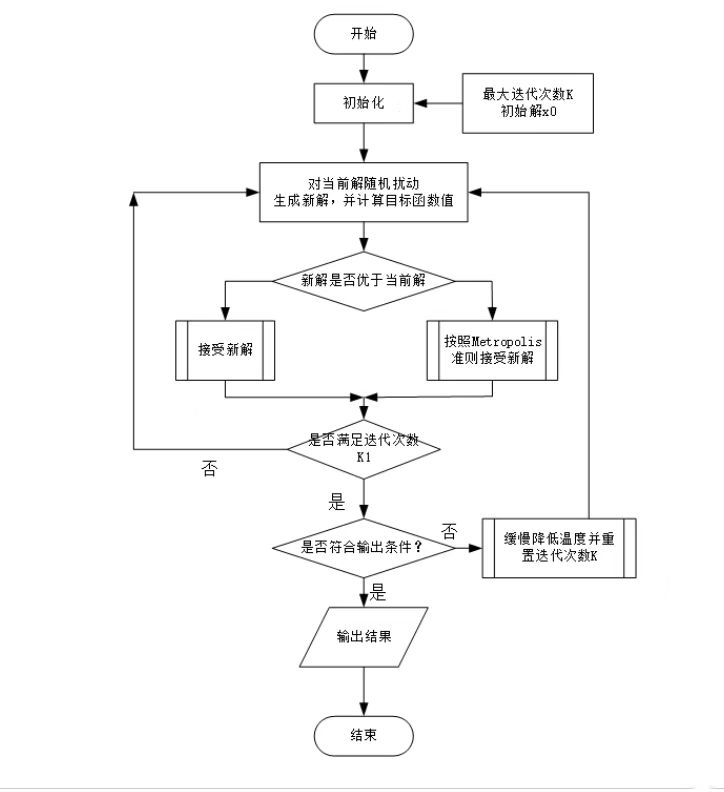 开始
初始化
最大迭代次数K
初始解x0
对当前解随机扰动
生成新解，并计算目标函数值
新解是否优于当前解
接受新解
按照Metropolis
准则接受新解
是否满足迭代次数
K1
否
是
是否符合输出条件？
否
缓慢降低温度并重
置迭代次数K
是
输出结果
结束